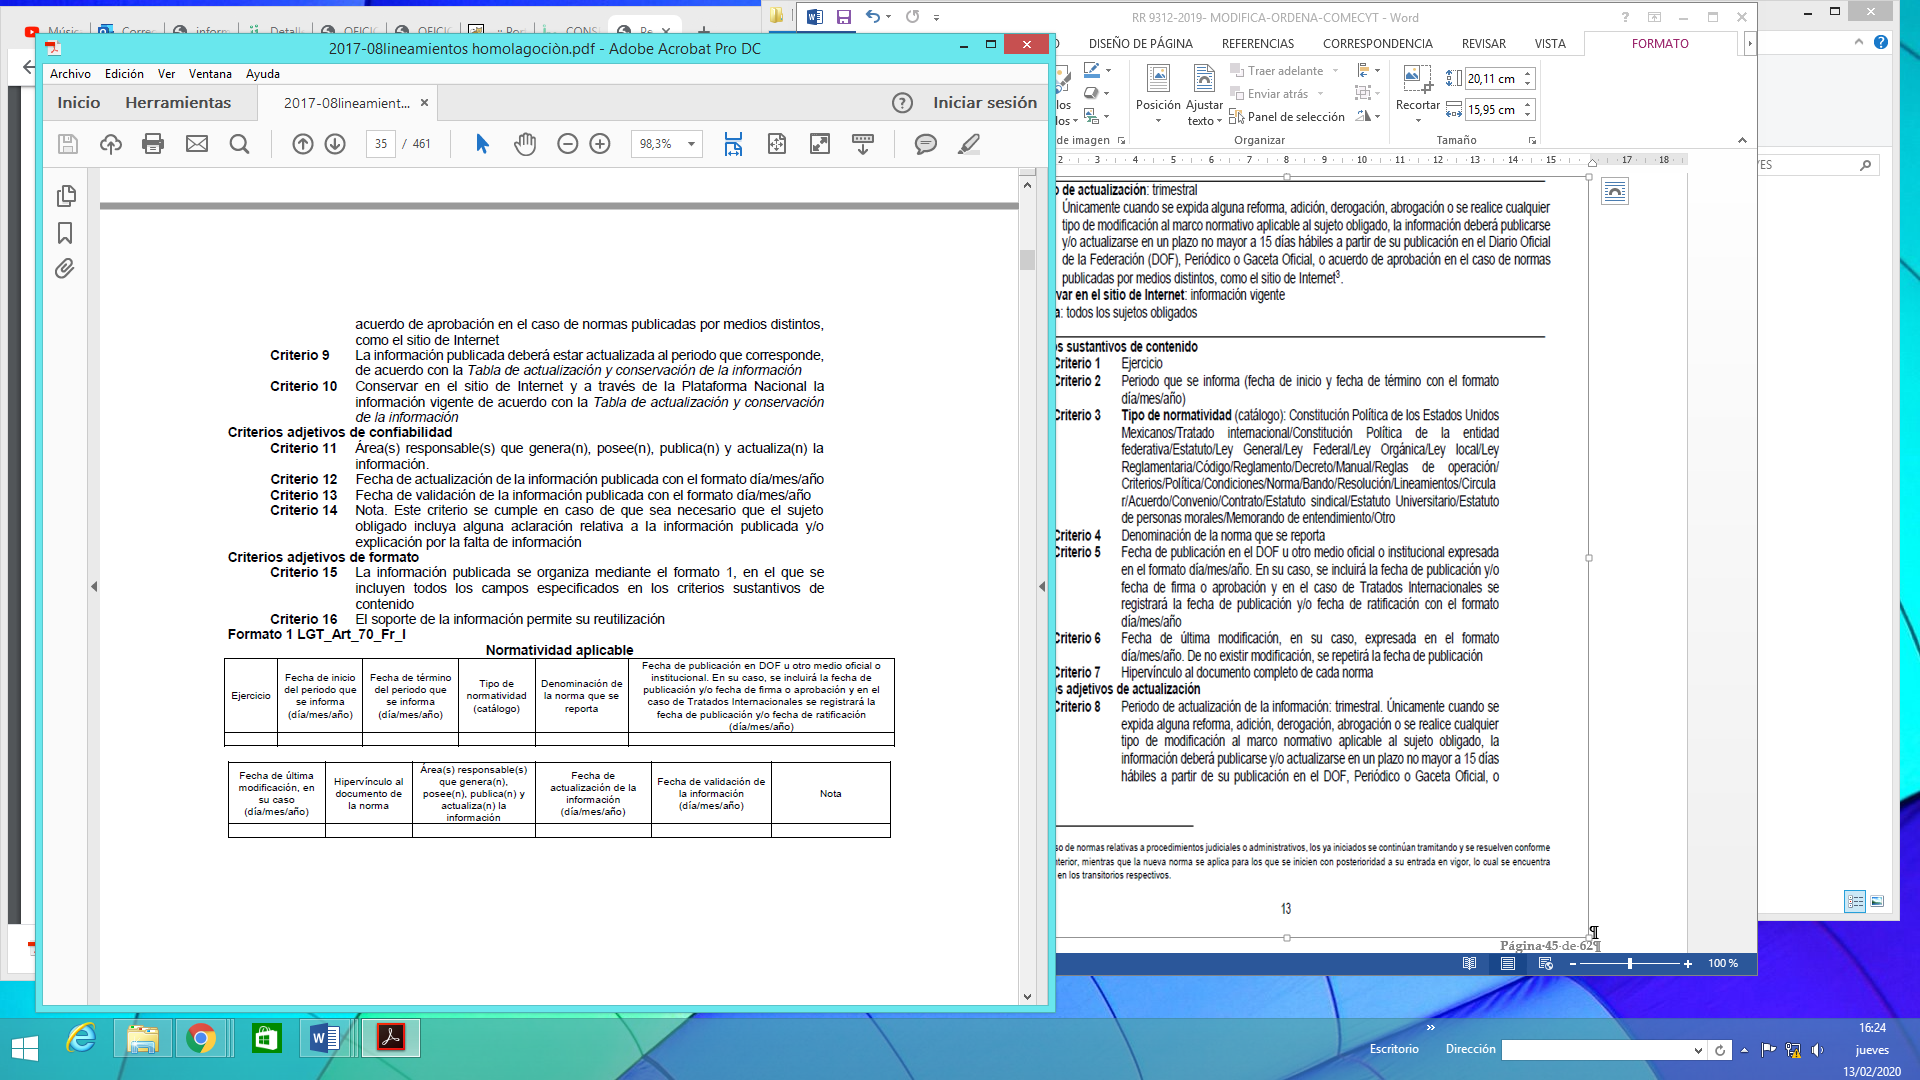 2017-08lineamientos homolagociòn.pdf - Adobe Acrobat Pro DC
Archivo Edición Ver Ventana Ayuda
Inicio Herramientas 2017-08lineamient... × Iniciar sesión
35 / 461 98,3%
acuerdo de aprobación en el caso de normas publicadas por medios distintos,
como el sitio de Internet
Criterio 9 La información publicada deberá estar actualizada al periodo que corresponde,
de acuerdo con la Tabla de actualización y conservación de la información
Criterio 10 Conservar en el sitio de Internet y a través de la Plataforma Nacional la
información vigente de acuerdo con la Tabla de actualización y conservación
de la información
Criterios adjetivos de confiabilidad
Criterio 11 Área(s) responsable(s) que genera(n), posee(n), publica(n) y actualiza(n) la
información.
Criterio 12 Fecha de actualización de la información publicada con el formato día/mes/año
Criterio 13 Fecha de validación de la información publicada con el formato día/mes/año
Criterio 14 Nota. Este criterio se cumple en caso de que sea necesario que el sujeto
obligado incluya alguna aclaración relativa a la información publicada y/o
explicación por la falta de información
Criterios adjetivos de formato
Criterio 15 La información publicada se organiza mediante el formato 1, en el que se
incluyen todos los campos especificados en los criterios sustantivos de
contenido
Criterio 16 El soporte de la información permite su reutilización
Formato 1 LGT_Art_70_Fr_I
Normatividad aplicable
Ejercicio
Fecha de inicio
del periodo que
se informa
(día/mes/año)
Fecha de término
del periodo que
se informa
(día/mes/año)
Tipo de
normatividad
(catálogo)
Denominación de
la norma que se
reporta
Fecha de publicación en DOF u otro medio oficial o
institucional. En su caso, se incluirá la fecha de
publicación y/o fecha de firma o aprobación y en el
caso de Tratados Internacionales se registrará la
fecha de publicación y/o fecha de ratificación
(día/mes/año)
Fecha de última
modificación, en
su caso
(día/mes/año)
Hipervínculo al
documento de
la norma
Área(s) responsable(s)
que genera(n),
posee(n), publica(n) y
actualiza(n) la
información
Fecha de
actualización de la
información
(día/mes/año)
Fecha de validación de
la información
(día/mes/año)
Nota
RR 9312-2019- MODIFICA-ORDENA-COMECYT - Word
DISEÑO DE PÁGINA REFERENCIAS CORRESPONDENCIA REVISAR VISTA FORMATO
Posición
Ajustar
texto
Traer adelante
Enviar atrás
Panel de selección
Recortar
20,11 cm
15,95 cm
de imagen Organizar Tamaño
2 3 4 5 6 7 8 9 10 11 12 13 14 15 17 18
o de actualización: trimestral
Únicamente cuando se expida alguna reforma, adición, derogación, abrogación o se realice cualquier
tipo de modificación al marco normativo aplicable al sujeto obligado, la información deberá publicarse
y/o actualizarse en un plazo no mayor a 15 días hábiles a partir de su publicación en el Diario Oficial
de la Federación (DOF), Periódico o Gaceta Oficial, o acuerdo de aprobación en el caso de normas
publicadas por medios distintos, como el sitio de Internet3.
var en el sitio de Internet: información vigente
a: todos los sujetos obligados
os sustantivos de contenido
Criterio 1 Ejercicio
Criterio 2 Periodo que se informa (fecha de inicio y fecha de término con el formato
día/mes/año)
Criterio 3 Tipo de normatividad (catálogo): Constitución Política de los Estados Unidos
Mexicanos/Tratado internacional/Constitución Política de la entidad
federativa/Estatuto/Ley General/Ley Federal/Ley Orgánica/Ley local/Ley
Reglamentaria/Código/Reglamento/Decreto/Manual/Reglas de operación/
Criterios/Política/Condiciones/Norma/Bando/Resolución/Lineamientos/Circula
r/Acuerdo/Convenio/Contrato/Estatuto sindical/Estatuto Universitario/Estatuto
de personas morales/Memorando de entendimiento/Otro
Criterio 4 Denominación de la norma que se reporta
Criterio 5 Fecha de publicación en el DOF u otro medio oficial o institucional expresada
en el formato día/mes/año. En su caso, se incluirá la fecha de publicación y/o
fecha de firma o aprobación y en el caso de Tratados Internacionales se
registrará la fecha de publicación y/o fecha de ratificación con el formato
día/mes/año
Criterio 6 Fecha de última modificación, en su caso, expresada en el formato
día/mes/año. De no existir modificación, se repetirá la fecha de publicación
Criterio 7 Hipervínculo al documento completo de cada norma
os adjetivos de actualización
Criterio 8 Periodo de actualización de la información: trimestral. Únicamente cuando se
expida alguna reforma, adición, derogación, abrogación o se realice cualquier
tipo de modificación al marco normativo aplicable al sujeto obligado, la
información deberá publicarse y/o actualizarse en un plazo no mayor a 15 días
hábiles a partir de su publicación en el DOF, Periódico o Gaceta Oficial, o
so de normas relativas a procedimientos judiciales o administrativos, los ya iniciados se continúan tramitando y se resuelven conforme
terior, mientras que la nueva norma se aplica para los que se inicien con posterioridad a su entrada en vigor, lo cual se encuentra
en los transitorios respectivos.
13
Página·45·de·62¶
100 %
Escritorio Dirección
16:24
jueves
13/02/2020